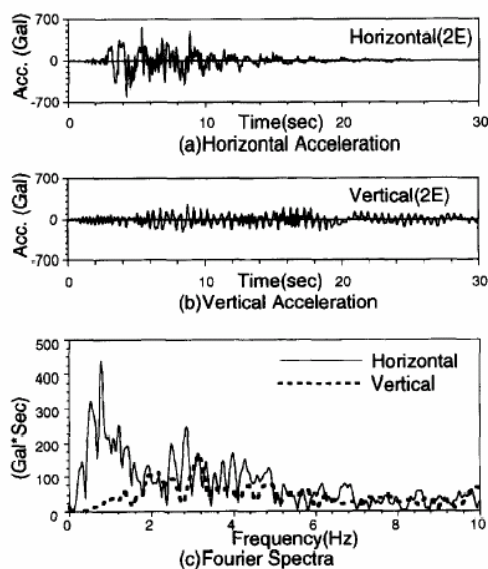 700
Horizontal(2E)
Acc. (Gal)
0
-700
0 10 20 30
Time(sec)
(a)Horizontal Acceleration
700
Vertical(2E)
Acc. (Gal)
0
-700
0 10 20 30
Time(sec)
(b)Vertical Acceleration
500
Horizontal
Vertical
400
300
(Gal*Sec)
200
100
0
0 2 4 6 8 10
Frequency(Hz)
(c)Fourier Spectra